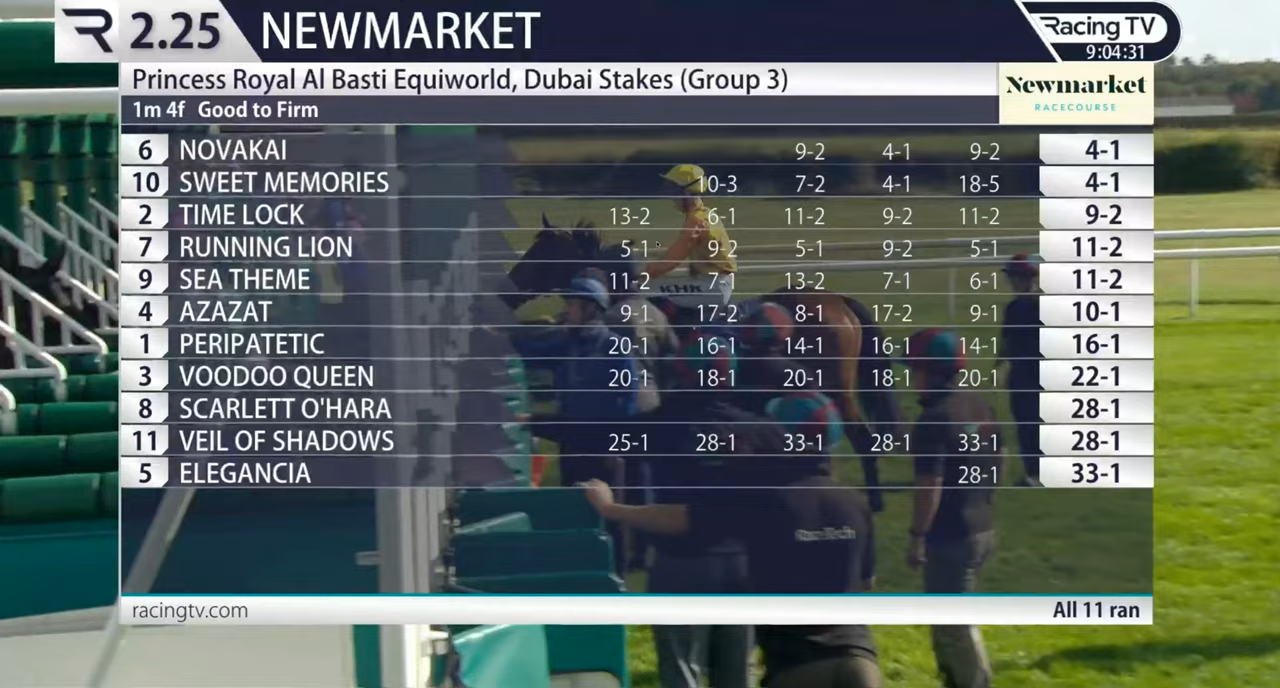 R 2.25 NEWMARKET
Racing TV
9:04:31
Princess Royal Al Basti Equiworld, Dubai Stakes (Group 3)
Newmarket
RACECOURSE
1m 4f Good to Firm
6 NOVAKAI 9-2 4-1 9-2 4-1
10 SWEET MEMORIES 10-3 7-2 4-1 18-5 4-1
2 TIME LOCK 13-2 6-1 11-2 9-2 11-2 9-2
7 RUNNING LION 5-1 9-2 5-1 9-2 5-1 11-2
9 SEA THEME 11-2 7-1 13-2 7-1 6-1 11-2
4 AZAZAT 9-1 17-2 8-1 17-2 9-1 10-1
1 PERIPATETIC 20-1 16-1 14-1 16-1 14-1 16-1
3 VOODOO QUEEN 20-1 18-1 20-1 18-1 20-1 22-1
8 SCARLETT O'HARA 28-1
11 VEIL OF SHADOWS 25-1 28-1 33-1 28-1 33-1 28-1
5 ELEGANCIA 28-1 33-1
KHK
RaceTech
racingtv.com
All 11 ran